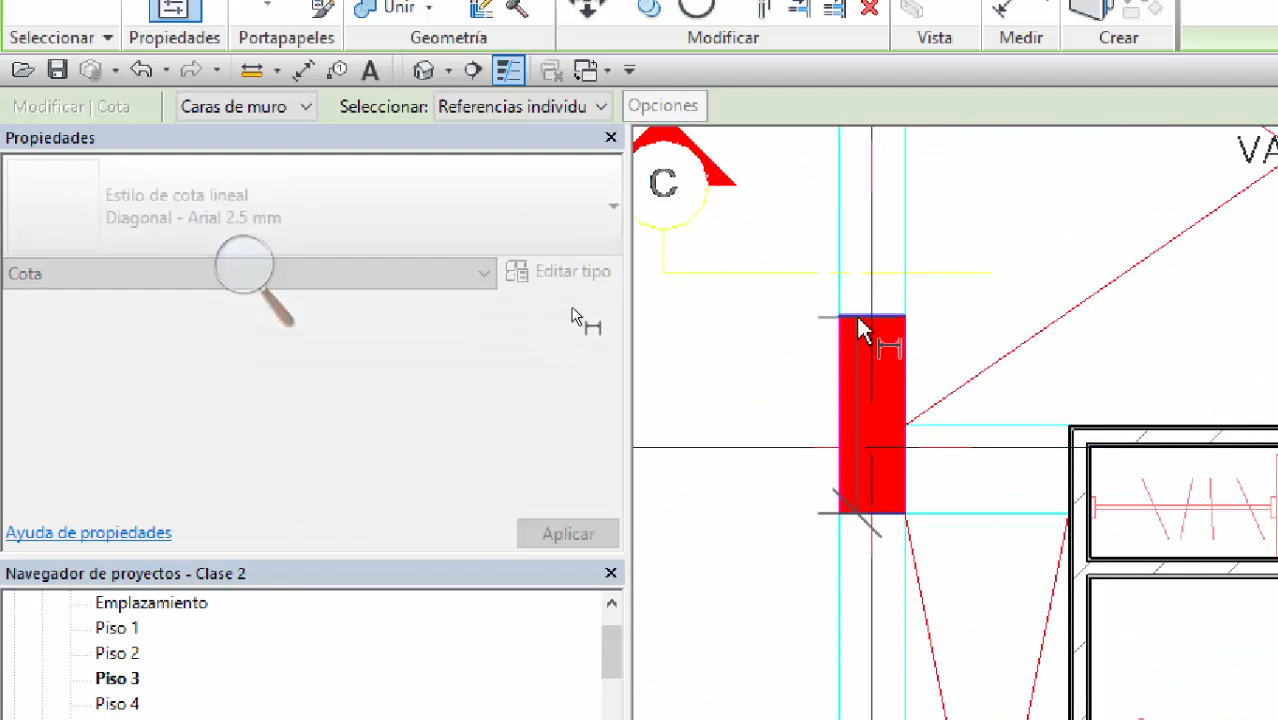 Unir
Seleccionar
Propiedades
Portapapeles
Geometría
Modificar
Vista
Medir
Crear
Modificar | Cota
Caras de muro
Seleccionar:
Referencias individu
Opciones
Propiedades
Estilo de cota lineal
Diagonal - Arial 2.5 mm
Cota
Editar tipo
Ayuda de propiedades
Aplicar
Navegador de proyectos - Clase 2
Emplazamiento
Piso 1
Piso 2
Piso 3
Piso 4
C
VA